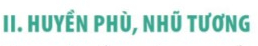 II. HUYỀN PHÙ, NHŨ TƯƠNG